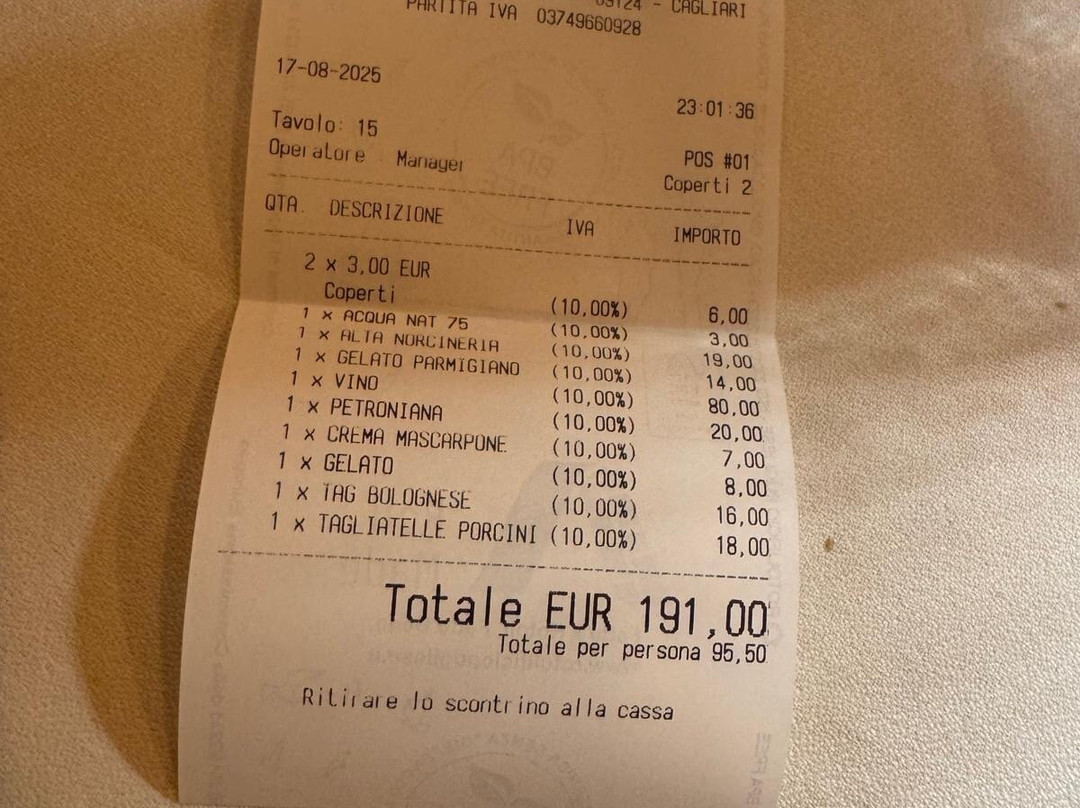 09124 - CAGLIARI
PARTITA IVA 03749660928
17-08-2025
23:01:36
Tavolo: 15
POS #01
Operatore Manager
Coperti 2
QTA. DESCRIZIONE IVA IMPORTO
2 x 3,00 EUR
Coperti (10,00%) 6,00
1 x ACQUA NAT 75 (10,00%) 3,00
1 x ALTA NORCINERIA (10,00%) 19,00
1 x GELATO PARMIGIANO (10,00%) 14,00
1 x VINO (10,00%) 80,00
1 x PETRONIANA (10,00%) 20,00
1 x CREMA MASCARPONE (10,00%) 7,00
1 x GELATO (10,00%) 8,00
1 x TAG BOLOGNESE (10,00%) 16,00
1 x TAGLIATELLE PORCINI (10,00%) 18,00
Totale EUR 191,00
Totale per persona 95,50
Ritirare lo scontrino alla cassa